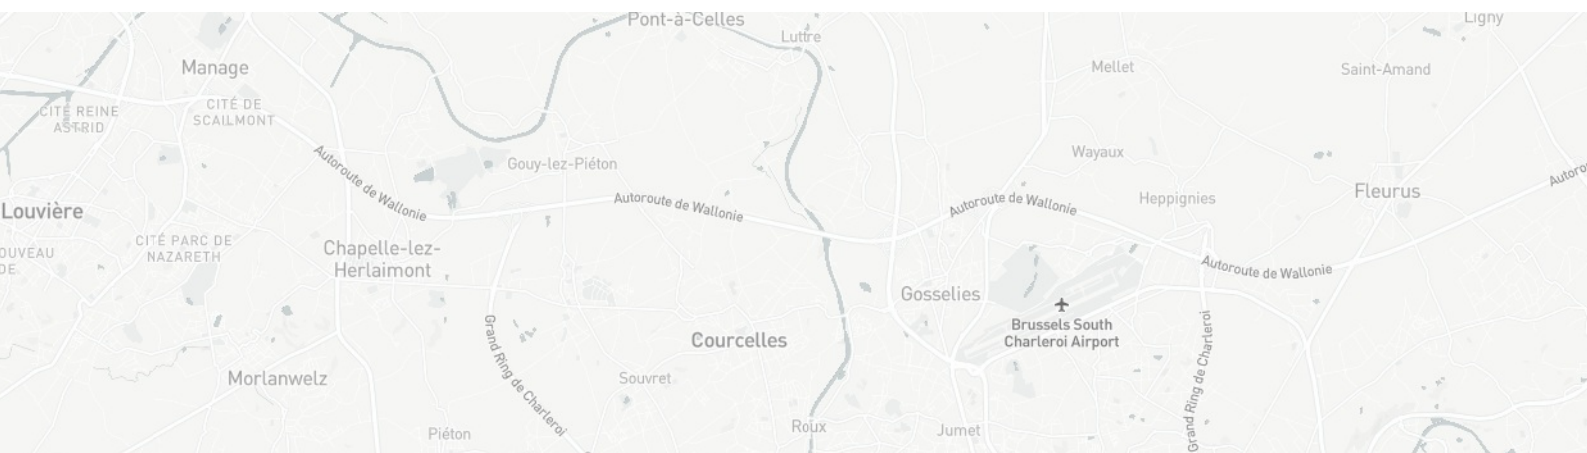 Pont-à-Celles
Ligny
Luttre
Manage
Mellet
Saint-Amand
CITÉ REINE
ASTRID
CITÉ DE
SCAILMONT
Autoroute de Wallonie
Gouy-lez-Piéton
Wayaux
Autorou
Fleurus
Louvière
Autoroute de Wallonie
Autoroute de Wallonie
Heppignies
OUVEAU
DE
CITÉ PARC DE
NAZARETH
Chapelle-lez-
Herlaimont
Autoroute de Wallonie
Gosselies
Brussels South
Charleroi Airport
Grand Ring de Charleroi
Courcelles
Grand Ring de Charleroi
Morlanwelz
Souvret
Piéton
Roux
Jumet